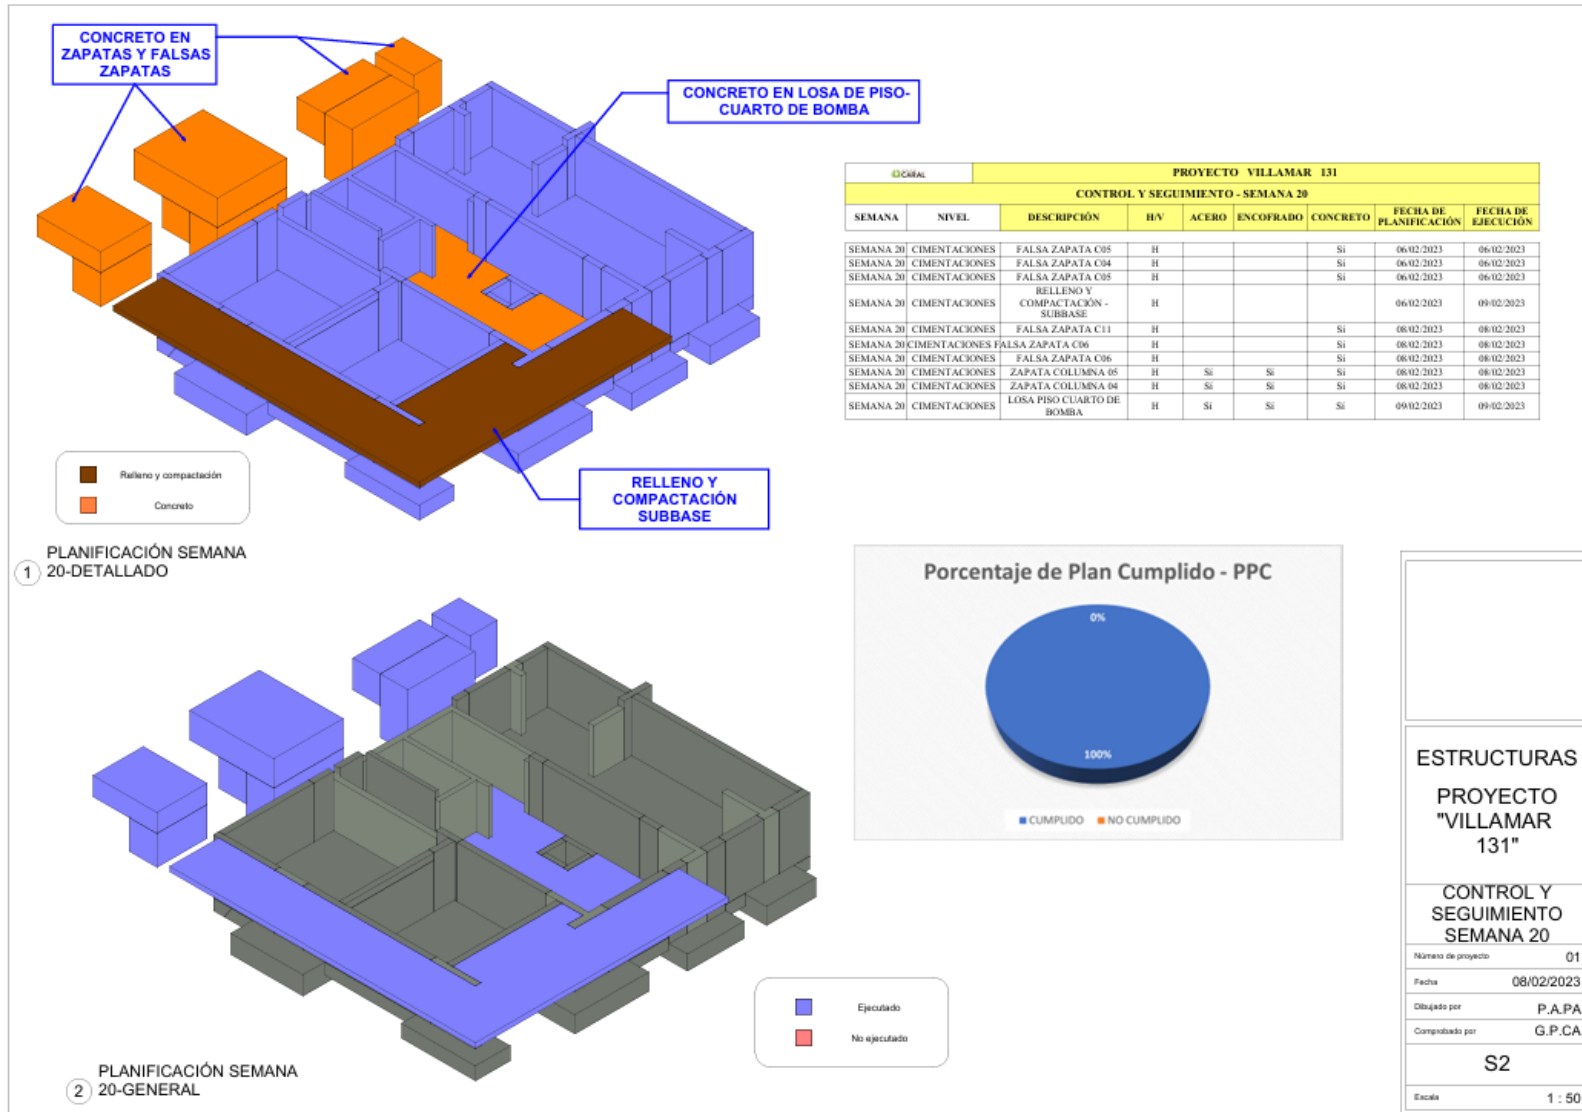 CONCRETO EN
ZAPATAS Y FALSAS
ZAPATAS
CONCRETO EN LOSA DE PISO-
CUARTO DE BOMBA
RELLENO Y
COMPACTACIÓN
SUBBASE
Relleno y compactación
Concreto
1 PLANIFICACIÓN SEMANA
20-DETALLADO
CARAL PROYECTO VILLAMAR 131
CONTROL Y SEGUIMIENTO - SEMANA 20
SEMANA NIVEL DESCRIPCIÓN H/V ACERO ENCOFRADO CONCRETO FECHA DE PLANIFICACIÓN FECHA DE EJECUCIÓN
SEMANA 20 CIMENTACIONES FALSA ZAPATA C05 H Si 06/02/2023 06/02/2023
SEMANA 20 CIMENTACIONES FALSA ZAPATA C04 H Si 06/02/2023 06/02/2023
SEMANA 20 CIMENTACIONES FALSA ZAPATA C05 H Si 06/02/2023 06/02/2023
SEMANA 20 CIMENTACIONES RELLENO Y COMPACTACIÓN - SUBBASE H 06/02/2023 09/02/2023
SEMANA 20 CIMENTACIONES FALSA ZAPATA C11 H Si 08/02/2023 08/02/2023
SEMANA 20 CIMENTACIONES FALSA ZAPATA C06 H Si 08/02/2023 08/02/2023
SEMANA 20 CIMENTACIONES FALSA ZAPATA C06 H Si 08/02/2023 08/02/2023
SEMANA 20 CIMENTACIONES ZAPATA COLUMNA 05 H Si Si Si 08/02/2023 08/02/2023
SEMANA 20 CIMENTACIONES ZAPATA COLUMNA 04 H Si Si Si 08/02/2023 08/02/2023
SEMANA 20 CIMENTACIONES LOSA PISO CUARTO DE BOMBA H Si Si Si 09/02/2023 09/02/2023
Porcentaje de Plan Cumplido - PPC
0%
100%
CUMPLIDO NO CUMPLIDO
Ejecutado
No ejecutado
2 PLANIFICACIÓN SEMANA
20-GENERAL
ESTRUCTURAS
PROYECTO
"VILLAMAR
131"
CONTROL Y
SEGUIMIENTO
SEMANA 20
Número de proyecto 01
Fecha 08/02/2023
Dibujado por P.A.PA
Comprobado por G.P.CA
S2
Escala 1 : 50